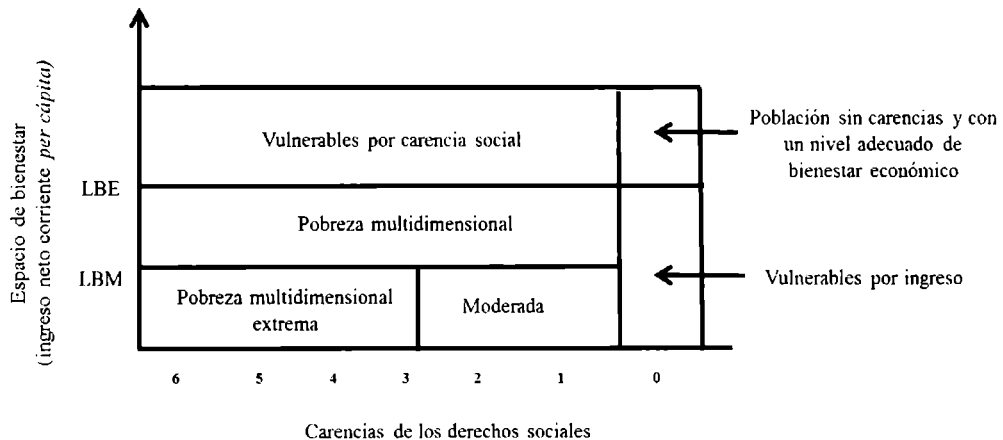 Espacio de bienestar
(ingreso neto corriente per cápita)
Vulnerables por carencia social
Población sin carencias y con
un nivel adecuado de
bienestar económico
LBE
Pobreza multidimensional
LBM
Pobreza multidimensional
extrema
Moderada
Vulnerables por ingreso
6 5 4 3 2 1 0
Carencias de los derechos sociales